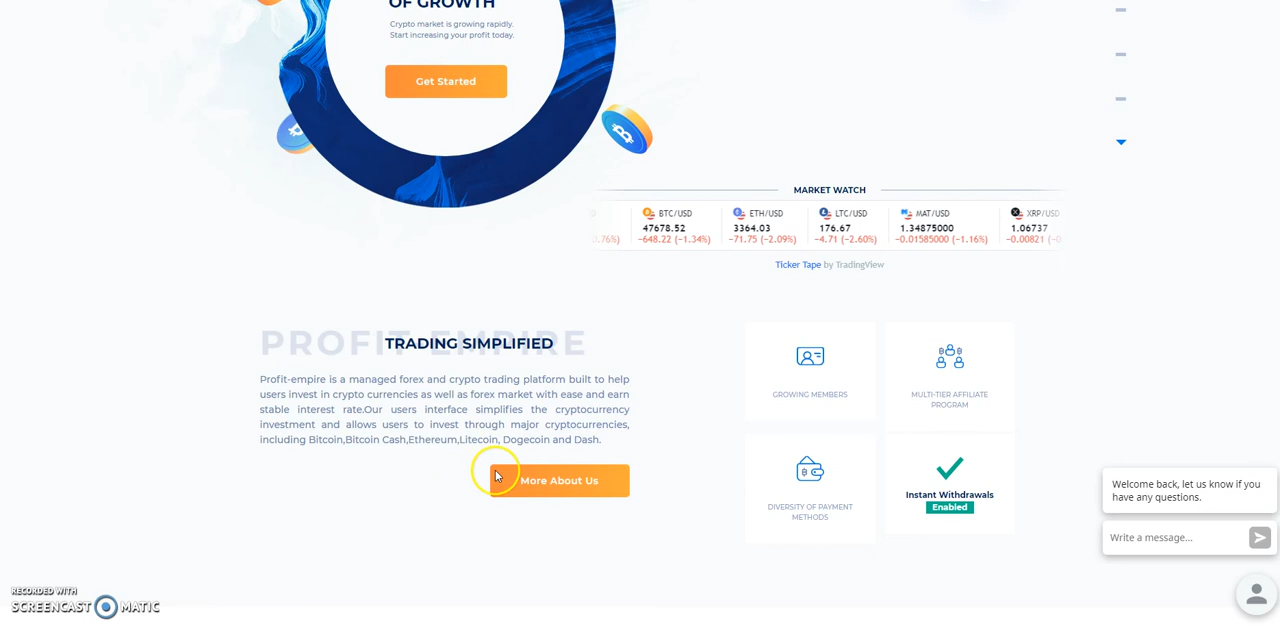 OF GROWTH
Crypto market is growing rapidly.
Start increasing your profit today.
Get Started
MARKET WATCH
BTC/USD
47678.52
−648.22 (−1.34%)
ETH/USD
3364.03
−71.75 (−2.09%)
LTC/USD
176.67
−4.71 (−2.60%)
MAT/USD
1.34875000
−0.01585000 (−1.16%)
XRP/USD
1.06737
−0.00821
Ticker Tape by TradingView
PROFIT EMPIRE
TRADING SIMPLIFIED
Profit-empire is a managed forex and crypto trading platform built to help
users invest in crypto currencies as well as forex market with ease and earn
stable interest rate.Our users interface simplifies the cryptocurrency
investment and allows users to invest through major cryptocurrencies,
including Bitcoin,Bitcoin Cash,Ethereum,Litecoin, Dogecoin and Dash.
More About Us
GROWING MEMBERS
MULTI-TIER AFFILIATE
PROGRAM
DIVERSITY OF PAYMENT
METHODS
Instant Withdrawals
Enabled
Welcome back, let us know if you
have any questions.
Write a message...
RECORDED WITH
SCREENCAST MATIC